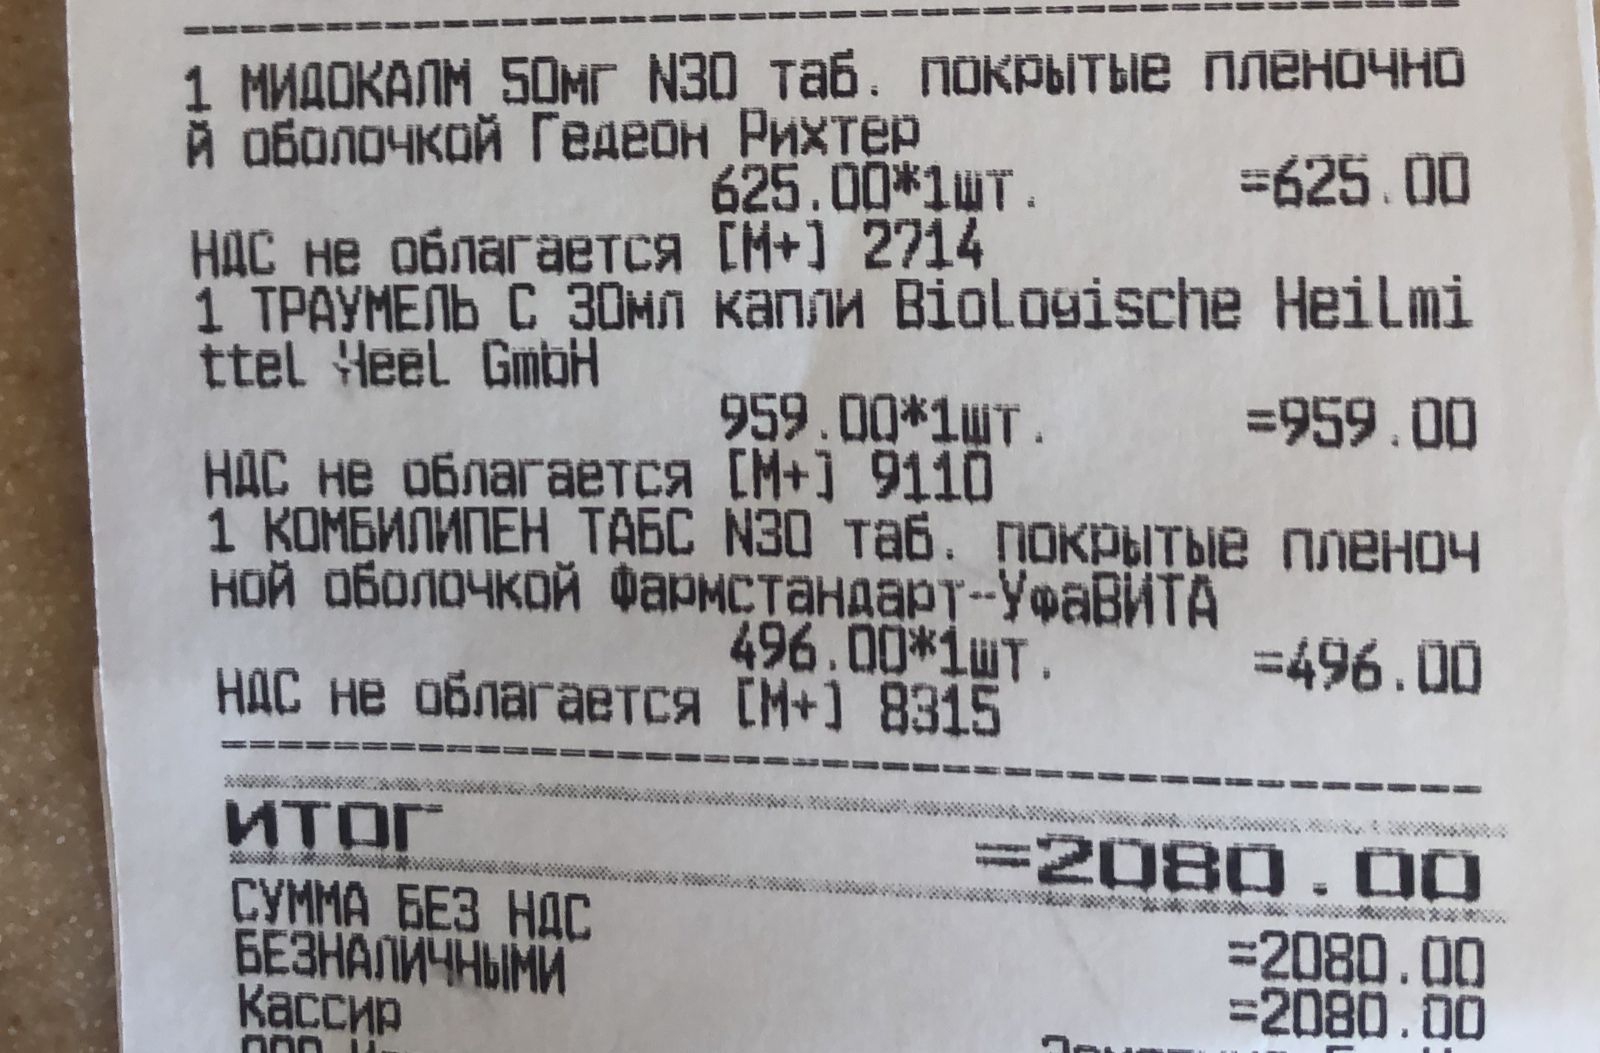 1 МИДОКАЛМ 50мг N30 таб. покрытые пленочно
й оболочкой Гедеон Рихтер
625.00*1шт. =625.00
НДС не облагается [М+] 2714
1 ТРАУМЕЛЬ С 30мл капли Biologische Heilmi
ttel Heel GmbH
959.00*1шт. =959.00
НДС не облагается [М+] 9110
1 КОМБИЛИПЕН ТАБС N30 таб. покрытые пленоч
ной оболочкой Фармстандарт-УфаВИТА
496.00*1шт. =496.00
НДС не облагается [М+] 8315
ИТОГ =2080.00
СУММА БЕЗ НДС =2080.00
БЕЗНАЛИЧНЫМИ =2080.00
Кассир